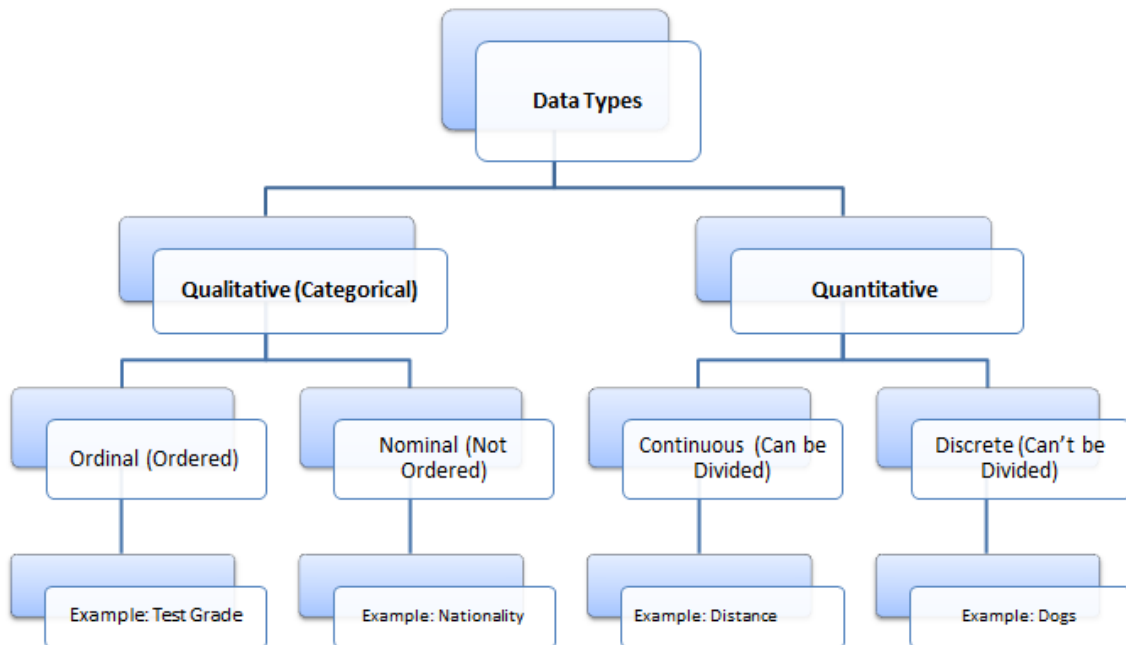 Data Types
Qualitative (Categorical)
Quantitative
Ordinal (Ordered)
Nominal (Not
Ordered)
Continuous (Can be
Divided)
Discrete (Can't be
Divided)
Example: Test Grade
Example: Nationality
Example: Distance
Example: Dogs